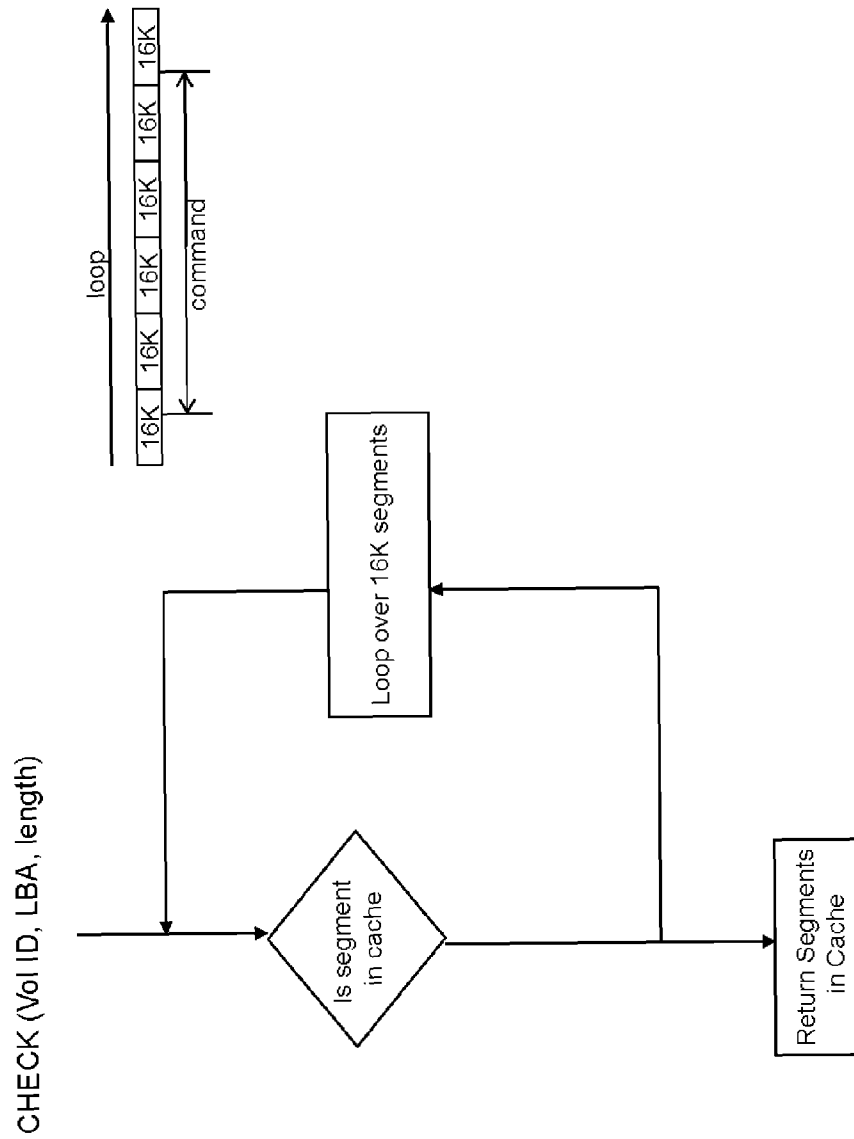 CHECK (Vol ID, LBA, length)
Is segment
in cache
Return Segments
in Cache
Loop over 16K segments
loop
16K 16K 16K 16K 16K 16K
command